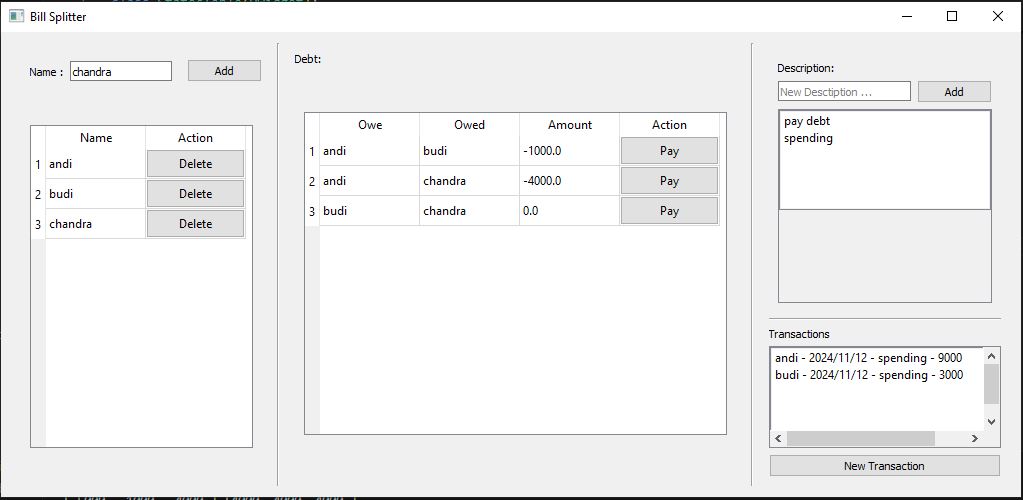 Bill Splitter
Name :
chandra
Add
Name
Action
1
andi
Delete
2
budi
Delete
3
chandra
Delete
Debt:
Owe
Owed
Amount
Action
1
andi
budi
-1000.0
Pay
2
andi
chandra
-4000.0
Pay
3
budi
chandra
0.0
Pay
Description:
New Desctiption ...
Add
pay debt
spending
Transactions
andi - 2024/11/12 - spending - 9000
budi - 2024/11/12 - spending - 3000
New Transaction